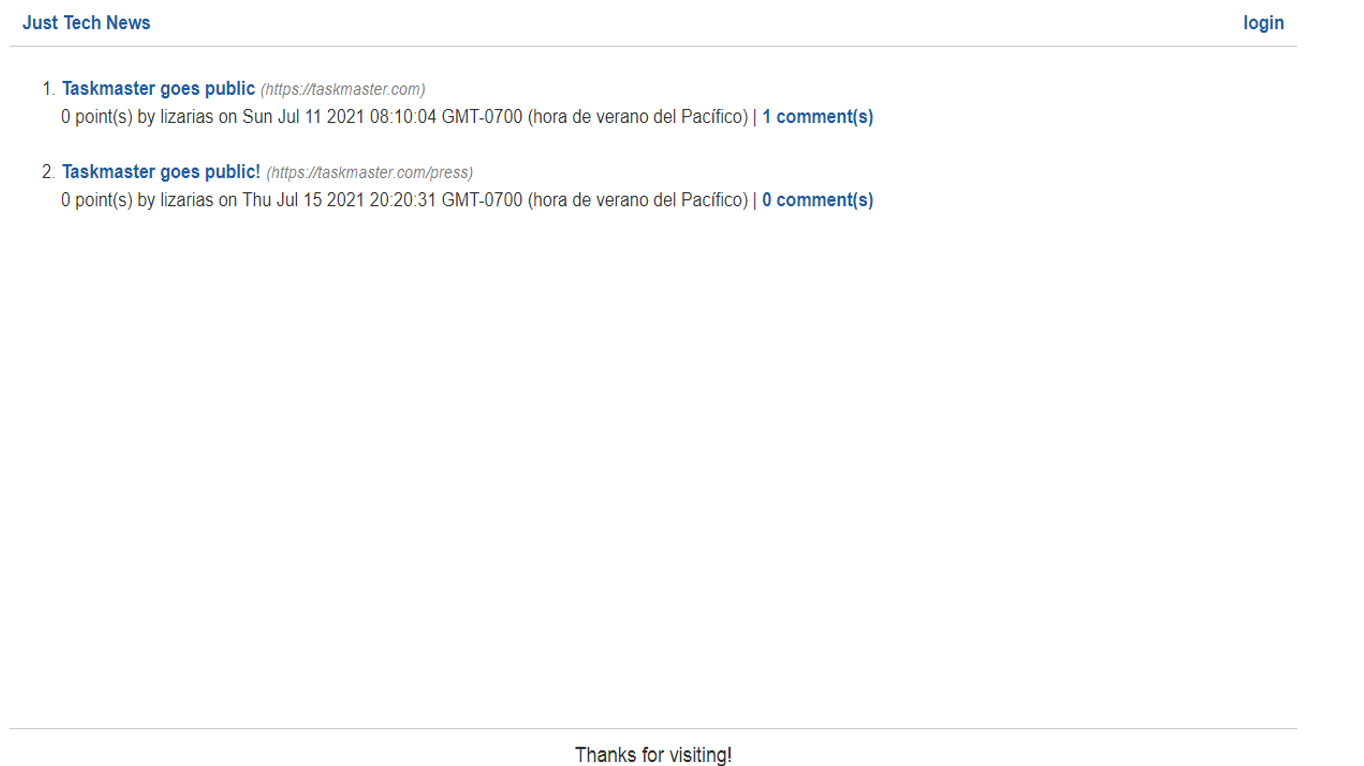 Just Tech News login
1. Taskmaster goes public (https://taskmaster.com)
0 point(s) by lizarias on Sun Jul 11 2021 08:10:04 GMT-0700 (hora de verano del Pacífico) | 1 comment(s)
2. Taskmaster goes public! (https://taskmaster.com/press)
0 point(s) by lizarias on Thu Jul 15 2021 20:20:31 GMT-0700 (hora de verano del Pacífico) | 0 comment(s)
Thanks for visiting!